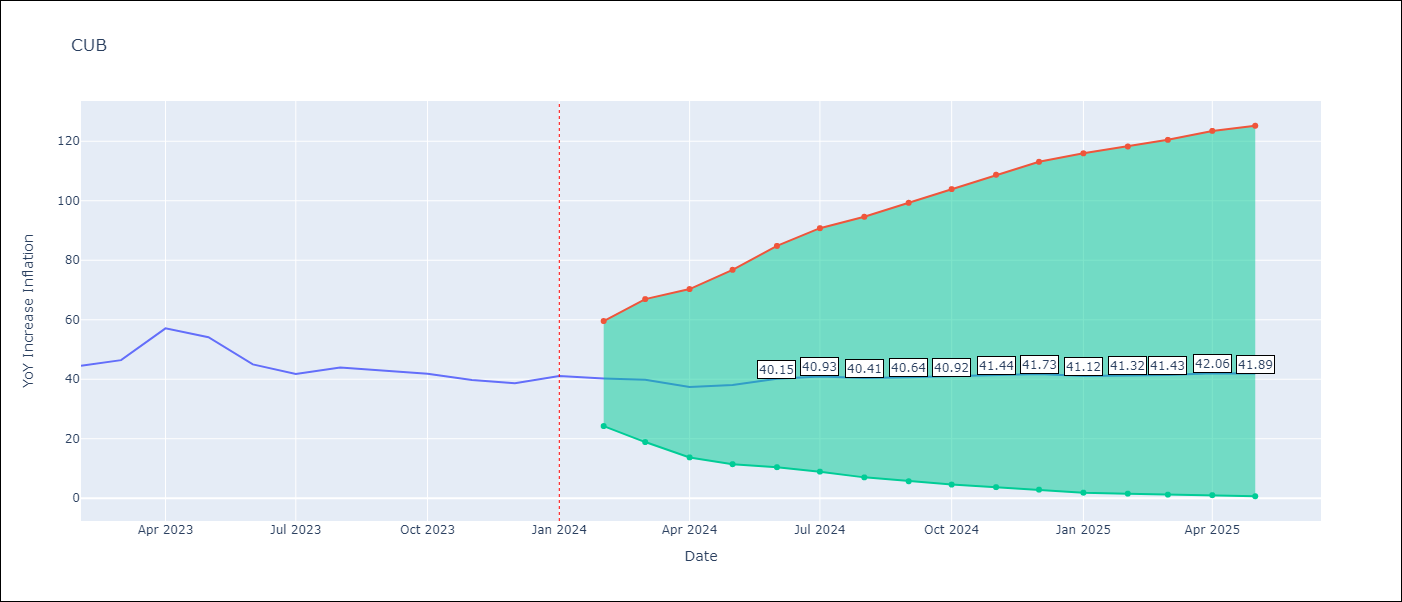 CUB
YoY Increase Inflation
120
100
80
60
40
20
0
40.15
40.93
40.41
40.64
40.92
41.44
41.73
41.12
41.32
41.43
42.06
41.89
Apr 2023
Jul 2023
Oct 2023
Jan 2024
Apr 2024
Jul 2024
Oct 2024
Jan 2025
Apr 2025
Date